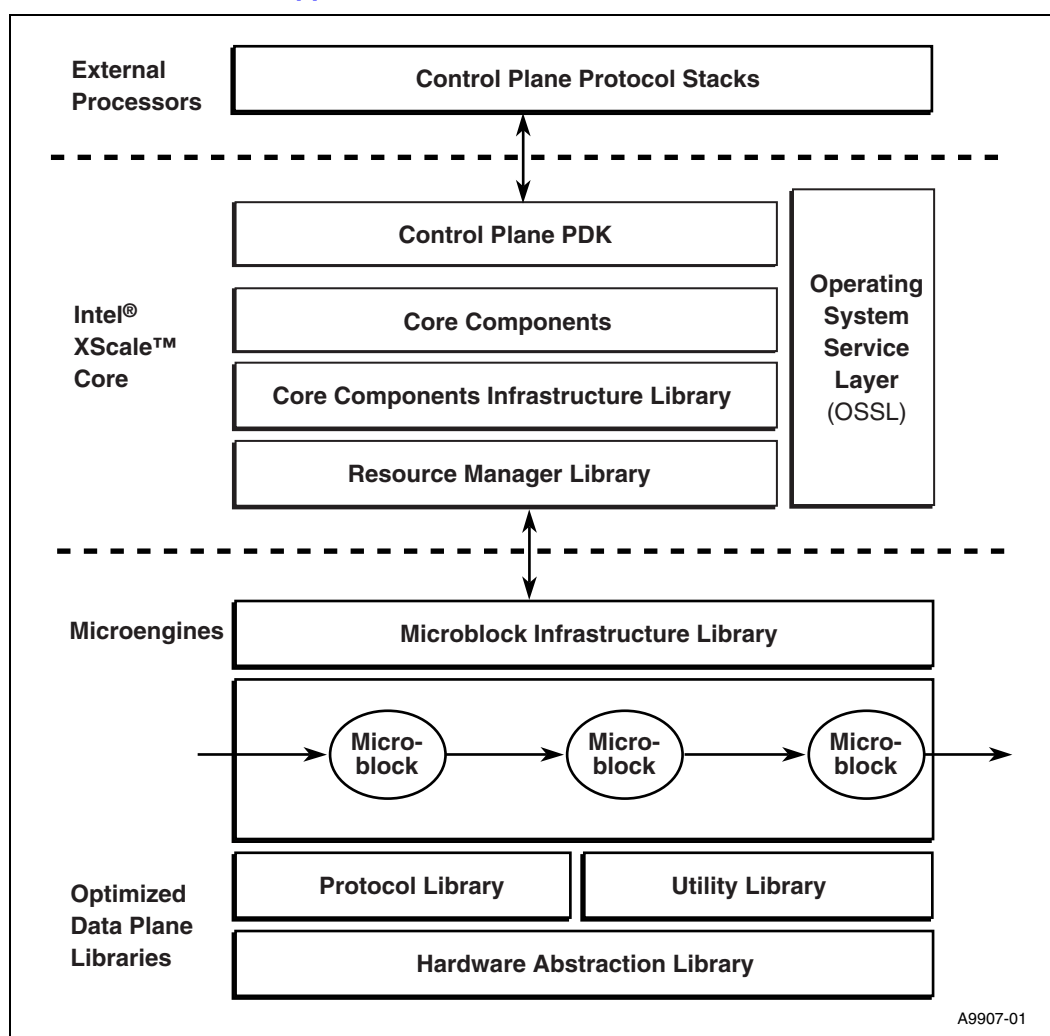 External
Processors
Control Plane Protocol Stacks
Control Plane PDK
Intel®
XScale™
Core
Core Components
Core Components Infrastructure Library
Resource Manager Library
Operating
System
Service
Layer
(OSSL)
Microengines
Microblock Infrastructure Library
Micro-
block
Micro-
block
Micro-
block
Optimized
Data Plane
Libraries
Protocol Library
Utility Library
Hardware Abstraction Library
A9907-01